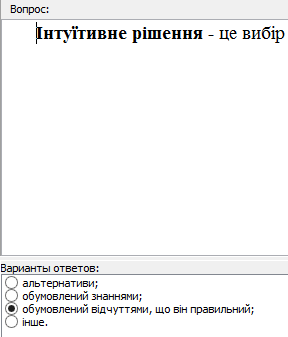 Вопрос:
Інтуїтивне рішення - це вибір
Варианты ответов:
альтернативи;
обумовлений знаннями;
обумовлений відчуттями, що він правильний;
інше.